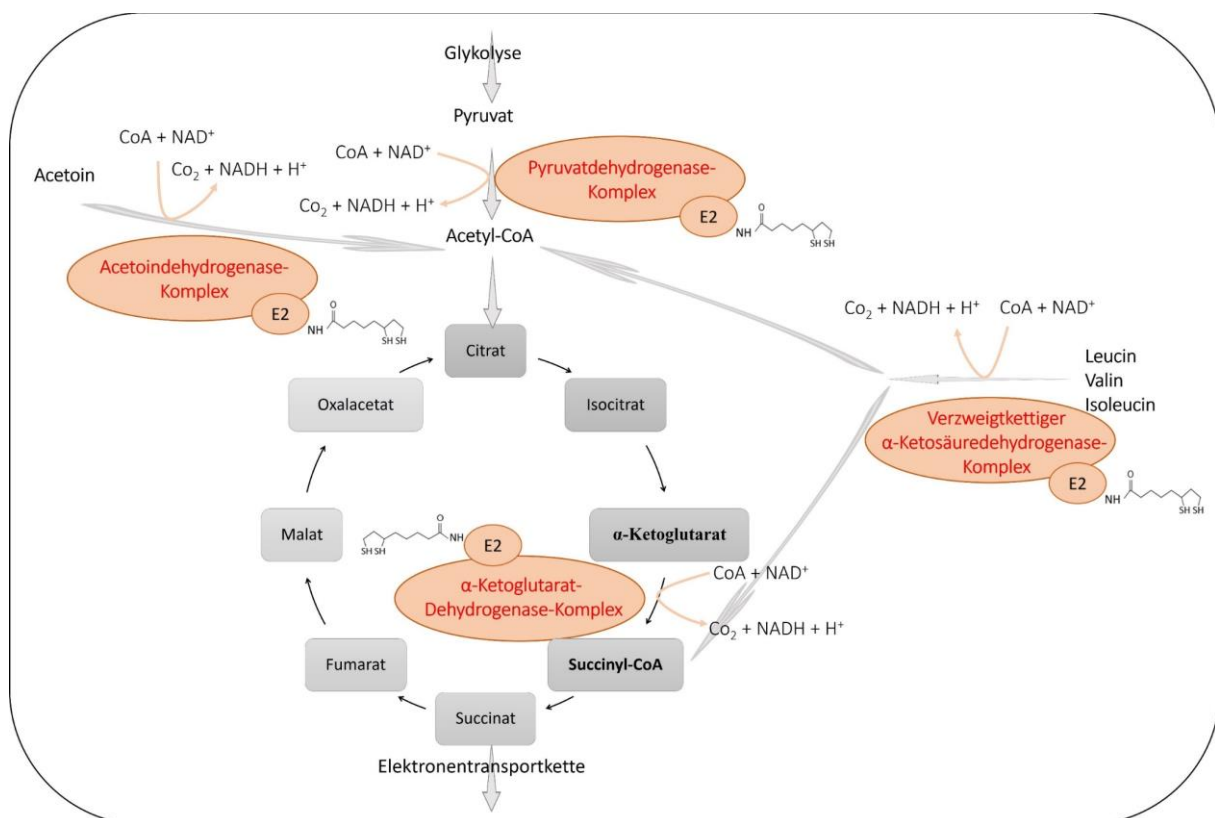 Glykolyse
Pyruvat
CoA + NAD⁺
Co₂ + NADH + H⁺
Acetoin
CoA + NAD⁺
Co₂ + NADH + H⁺
Pyruvatdehydrogenase-
Komplex
E2
NH
O
SH SH
Acetyl-CoA
Acetoindehydrogenase-
Komplex
E2
NH
O
SH SH
Co₂ + NADH + H⁺
CoA + NAD⁺
Leucin
Valin
Isoleucin
Verzweigtkettiger
α-Ketosäuredehydrogenase-
Komplex
E2
NH
O
SH SH
Citrat
Oxalacetat
Isocitrat
Malat
SH SH
O
NH
E2
α-Ketoglutarat
α-Ketoglutarat-
Dehydrogenase-Komplex
CoA + NAD⁺
Co₂ + NADH + H⁺
Fumarat
Succinyl-CoA
Succinat
Elektronentransportkette